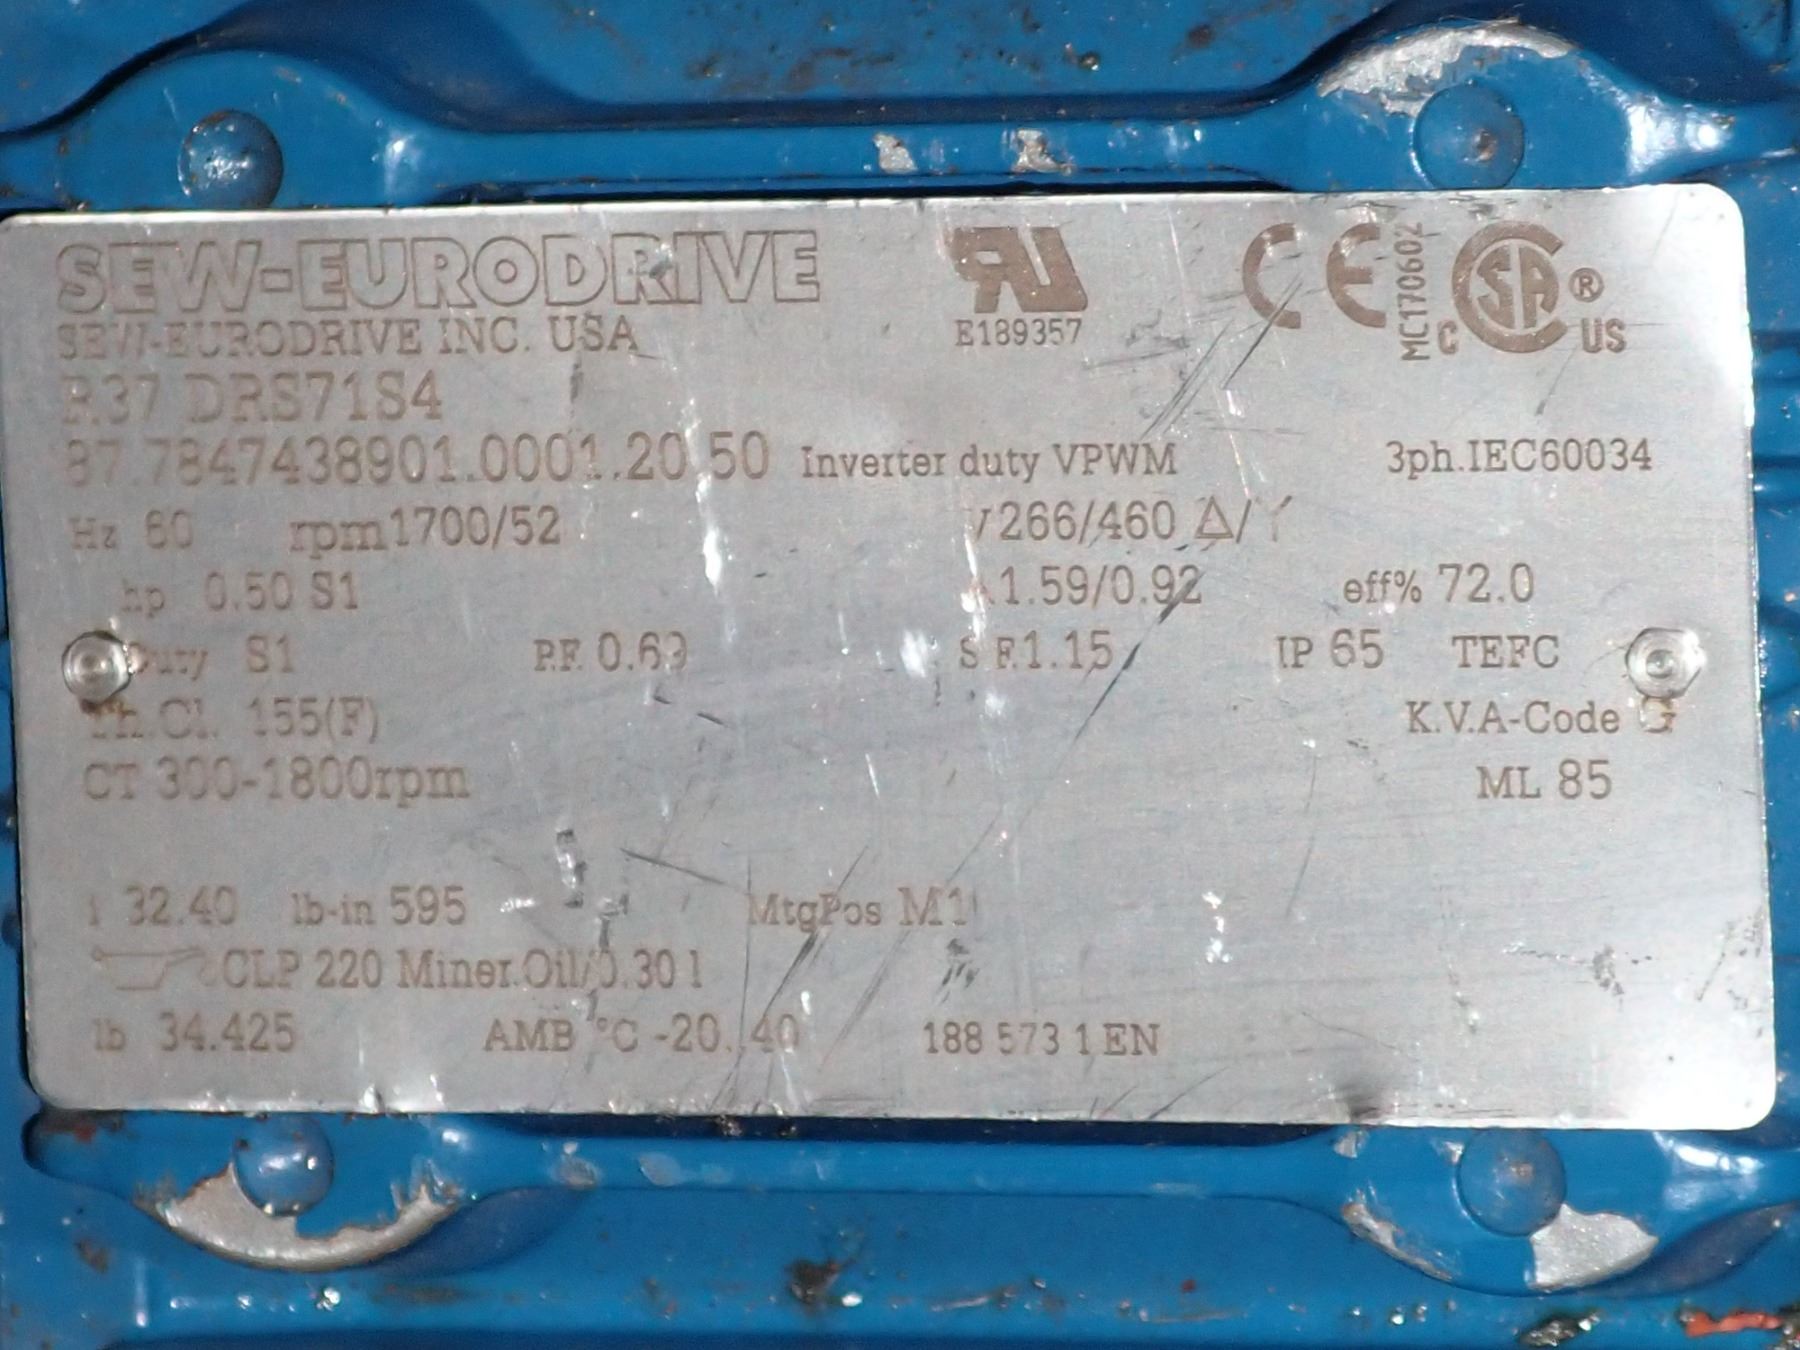 SEW-EURODRIVE
SEW-EURODRIVE INC. USA
E189357
CE
MC170602
C SA ® US
R37 DRS71S4
87.7847438901.0001.20 50 Inverter duty VPWM 3ph.IEC60034
Hz 60 rpm 1700/52 V 266/460 Δ/Y
hp 0.50 S1 A 1.59/0.92 eff% 72.0
Duty S1 P.F. 0.69 S.F. 1.15 IP 65 TEFC
Th.Cl. 155(F) K.V.A-Code G
CT 300-1800rpm ML 85
i 32.40 lb-in 595 MtgPos M1
CLP 220 Miner.Oil/0.30 l
lb 34.425 AMB °C -20..40 188 573 1 EN